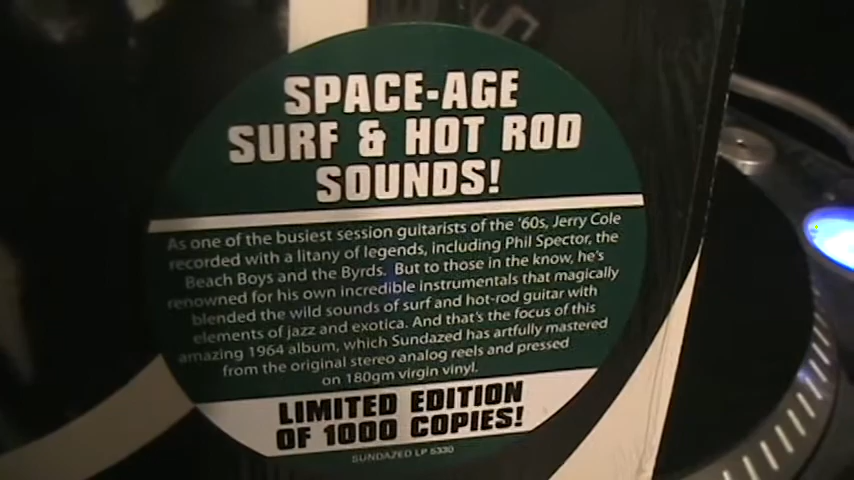 SPACE-AGE
SURF & HOT ROD
SOUNDS!
As one of the busiest session guitarists of the '60s, Jerry Cole
recorded with a litany of legends, including Phil Spector, the
Beach Boys and the Byrds. But to those in the know, he's
renowned for his own incredible instrumentals that magically
blended the wild sounds of surf and hot-rod guitar with
elements of jazz and exotica. And that's the focus of this
amazing 1964 album, which Sundazed has artfully mastered
from the original stereo analog reels and pressed
on 180gm virgin vinyl.
LIMITED EDITION
OF 1000 COPIES!
SUNDAZED LP 5330